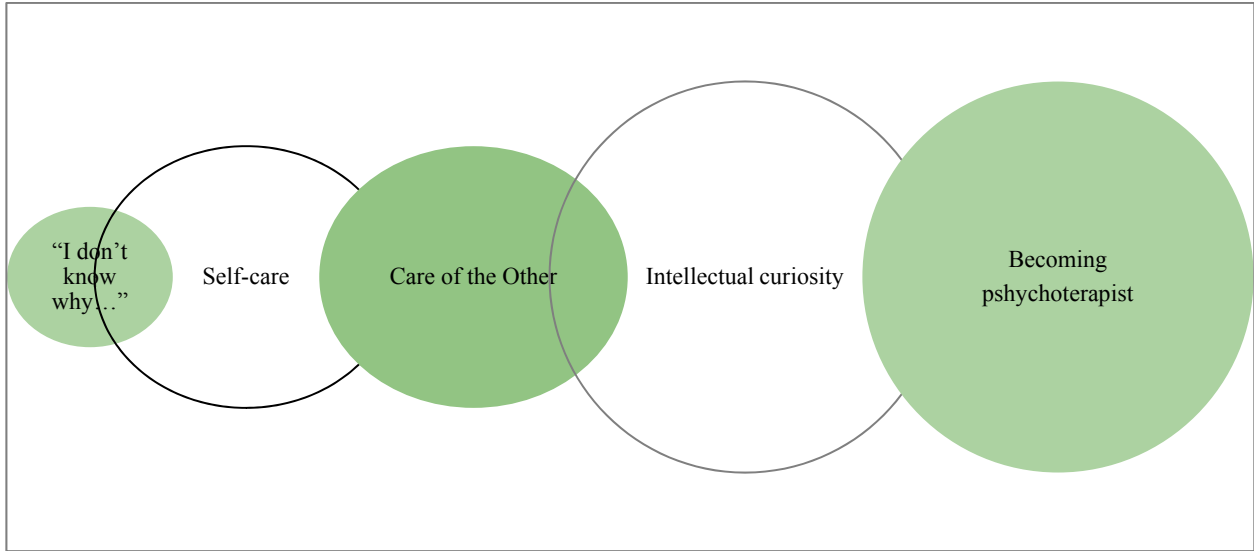 “I don’t
know
why…”
Self-care
Care of the Other
Intellectual curiosity
Becoming
pshychoterapist